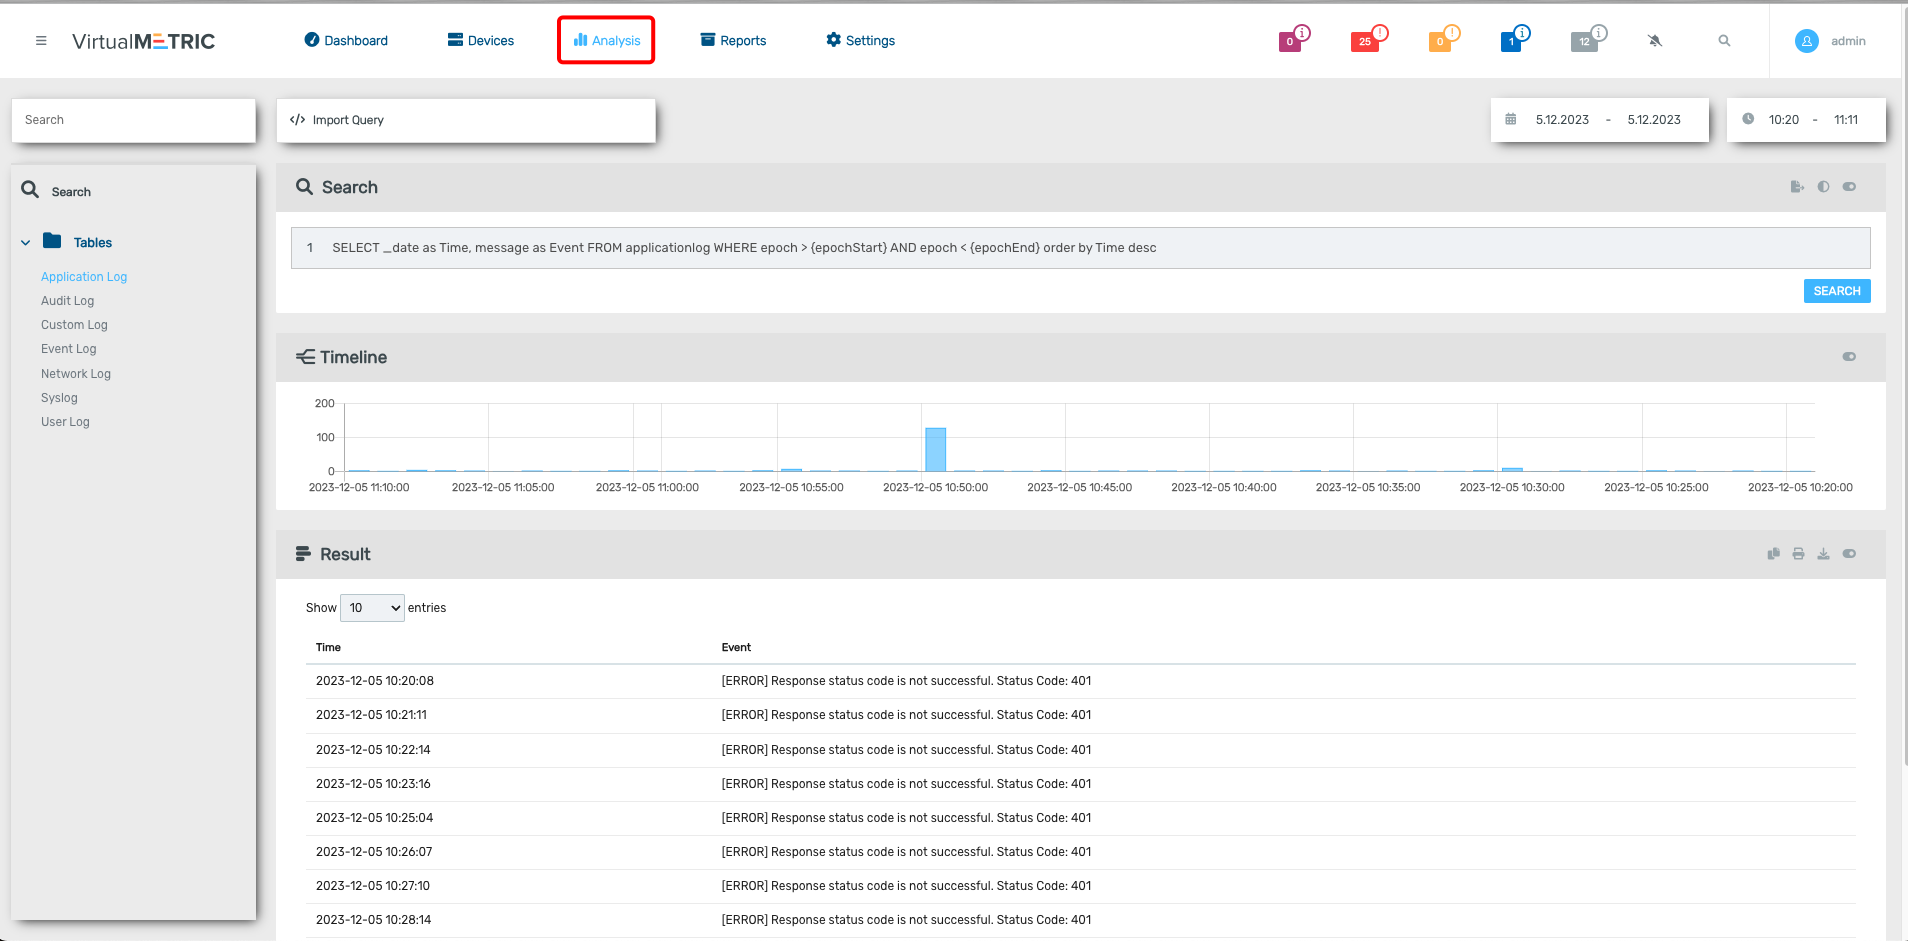 VirtualMETRIC
Dashboard
Devices
Analysis
Reports
Settings
0
25
0
1
12
admin
Search
Import Query
5.12.2023 - 5.12.2023
10:20 - 11:11
Search
Tables
Application Log
Audit Log
Custom Log
Event Log
Network Log
Syslog
User Log
Search
1 SELECT _date as Time, message as Event FROM applicationlog WHERE epoch > {epochStart} AND epoch < {epochEnd} order by Time desc
SEARCH
Timeline
200
100
0
2023-12-05 11:10:00 2023-12-05 11:05:00 2023-12-05 11:00:00 2023-12-05 10:55:00 2023-12-05 10:50:00 2023-12-05 10:45:00 2023-12-05 10:40:00 2023-12-05 10:35:00 2023-12-05 10:30:00 2023-12-05 10:25:00 2023-12-05 10:20:00
Result
Show 10 entries
Time Event
2023-12-05 10:20:08 [ERROR] Response status code is not successful. Status Code: 401
2023-12-05 10:21:11 [ERROR] Response status code is not successful. Status Code: 401
2023-12-05 10:22:14 [ERROR] Response status code is not successful. Status Code: 401
2023-12-05 10:23:16 [ERROR] Response status code is not successful. Status Code: 401
2023-12-05 10:25:04 [ERROR] Response status code is not successful. Status Code: 401
2023-12-05 10:26:07 [ERROR] Response status code is not successful. Status Code: 401
2023-12-05 10:27:10 [ERROR] Response status code is not successful. Status Code: 401
2023-12-05 10:28:14 [ERROR] Response status code is not successful. Status Code: 401